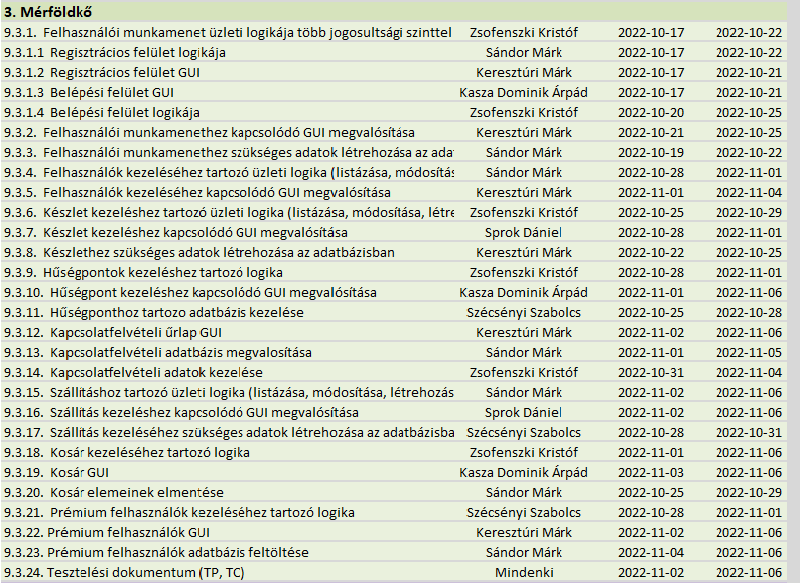 3. Mérföldkő
9.3.1. Felhasználói munkamenet üzleti logikája több jogosultsági szinttel Zsofenszki Kristóf 2022-10-17 2022-10-22
9.3.1.1 Regisztrációs felület logikája Sándor Márk 2022-10-17 2022-10-22
9.3.1.2 Regisztrációs felület GUI Keresztúri Márk 2022-10-17 2022-10-21
9.3.1.3 Belépési felület GUI Kasza Dominik Árpád 2022-10-17 2022-10-21
9.3.1.4 Belépési felület logikája Zsofenszki Kristóf 2022-10-20 2022-10-25
9.3.2. Felhasználói munkamenethez kapcsolódó GUI megvalósítása Keresztúri Márk 2022-10-21 2022-10-25
9.3.3. Felhasználói munkamenethez szükséges adatok létrehozása az ada Sándor Márk 2022-10-19 2022-10-22
9.3.4. Felhasználók kezeléséhez tartozó üzleti logika (listázása, módosítás Sándor Márk 2022-10-28 2022-11-01
9.3.5. Felhasználók kezeléséhez kapcsolódó GUI megvalósítása Keresztúri Márk 2022-11-01 2022-11-04
9.3.6. Készlet kezeléshez tartozó üzleti logika (listázása, módosítása, létre Zsofenszki Kristóf 2022-10-25 2022-10-29
9.3.7. Készlet kezeléshez kapcsolódó GUI megvalósítása Sprok Dániel 2022-10-28 2022-11-01
9.3.8. Készlethez szükséges adatok létrehozása az adatbázisban Keresztúri Márk 2022-10-22 2022-10-25
9.3.9. Hűségpontok kezeléshez tartozó logika Zsofenszki Kristóf 2022-10-28 2022-11-01
9.3.10. Hűségpont kezeléshez kapcsolódó GUI megvalósítása Kasza Dominik Árpád 2022-11-01 2022-11-06
9.3.11. Hűségponthoz tartozo adatbázis kezelése Szécsényi Szabolcs 2022-10-25 2022-10-28
9.3.12. Kapcsolatfelvételi űrlap GUI Keresztúri Márk 2022-11-02 2022-11-06
9.3.13. Kapcsolatfelvételi adatbázis megvalosítása Sándor Márk 2022-11-01 2022-11-05
9.3.14. Kapcsolatfelvételi adatok kezelése Zsofenszki Kristóf 2022-10-31 2022-11-04
9.3.15. Szállításhoz tartozó üzleti logika (listázása, módosítása, létrehozás Sándor Márk 2022-11-02 2022-11-06
9.3.16. Szállítás kezeléshez kapcsolódó GUI megvalósítása Sprok Dániel 2022-11-02 2022-11-06
9.3.17. Szállítás kezeléséhez szükséges adatok létrehozása az adatbázisba Szécsényi Szabolcs 2022-10-28 2022-10-31
9.3.18. Kosár kezeléséhez tartozó logika Zsofenszki Kristóf 2022-11-01 2022-11-06
9.3.19. Kosár GUI Kasza Dominik Árpád 2022-11-03 2022-11-06
9.3.20. Kosár elemeinek elmentése Sándor Márk 2022-10-25 2022-10-29
9.3.21. Prémium felhasználók kezeléséhez tartozó logika Szécsényi Szabolcs 2022-10-28 2022-11-01
9.3.22. Prémium felhasználók GUI Keresztúri Márk 2022-11-02 2022-11-06
9.3.23. Prémium felhasználók adatbázis feltöltése Sándor Márk 2022-11-04 2022-11-06
9.3.24. Tesztelési dokumentum (TP, TC) Mindenki 2022-11-02 2022-11-06